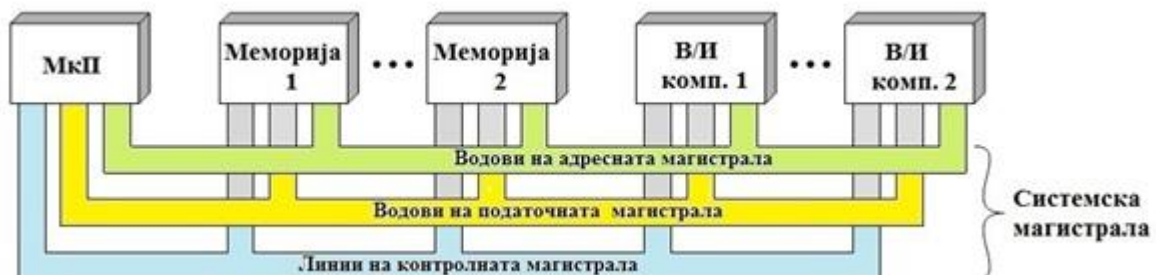 МкП
Меморија
1
...
Меморија
2
В/И
комп. 1
...
В/И
комп. 2
Водови на адресната магистрала
Водови на податочната магистрала
Линии на контролната магистрала
Системска
магистрала